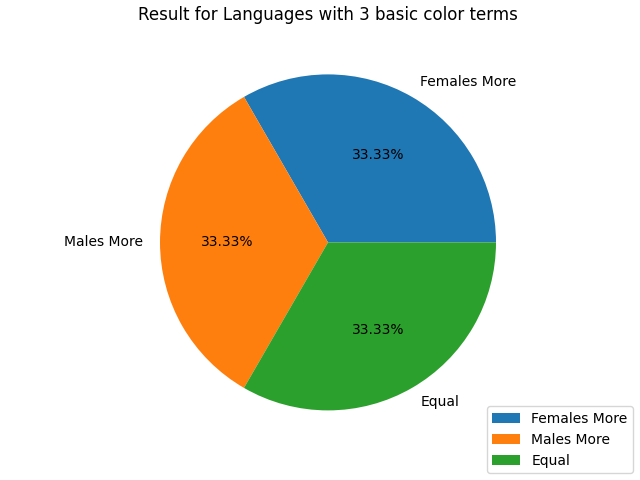 Result for Languages with 3 basic color terms
Females More
33.33%
Males More
33.33%
33.33%
Equal
Females More
Males More
Equal